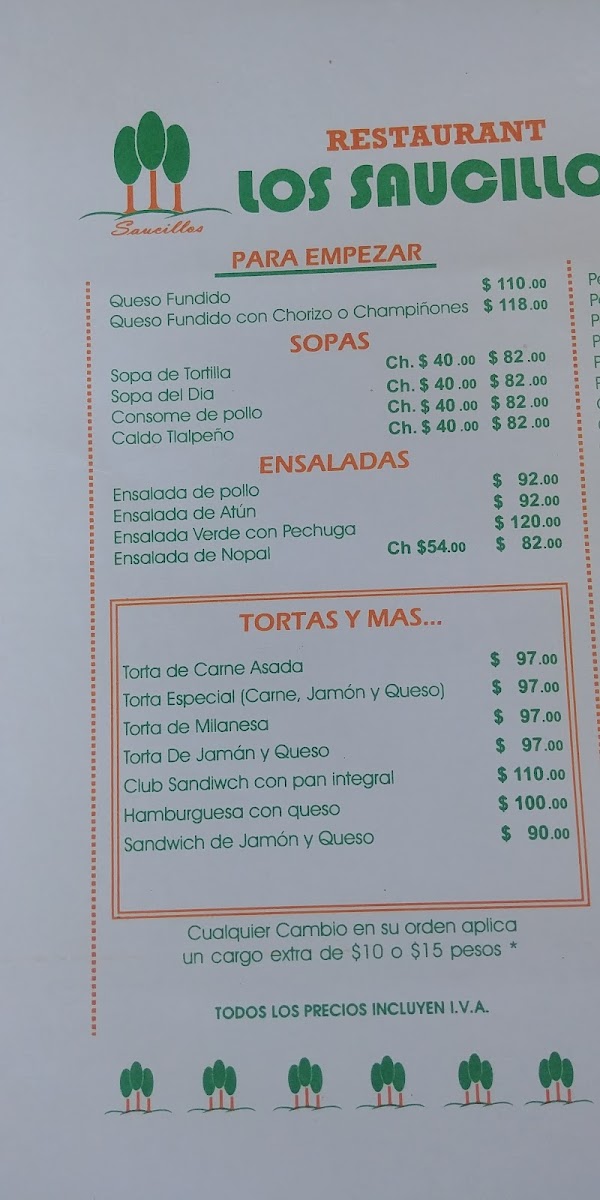 RESTAURANT
LOS SAUCILLO
Saucillos
PARA EMPEZAR
Queso Fundido $ 110.00
Queso Fundido con Chorizo o Champiñones $ 118.00
SOPAS
Sopa de Tortilla Ch. $ 40.00 $ 82.00
Sopa del Dia Ch. $ 40.00 $ 82.00
Consome de pollo Ch. $ 40.00 $ 82.00
Caldo Tlalpeño Ch. $ 40.00 $ 82.00
ENSALADAS
Ensalada de pollo $ 92.00
Ensalada de Atún $ 92.00
Ensalada Verde con Pechuga $ 120.00
Ensalada de Nopal Ch $54.00 $ 82.00
TORTAS Y MAS...
Torta de Carne Asada $ 97.00
Torta Especial (Carne, Jamón y Queso) $ 97.00
Torta de Milanesa $ 97.00
Torta De Jamán y Queso $ 97.00
Club Sandiwch con pan integral $ 110.00
Hamburguesa con queso $ 100.00
Sandwich de Jamón y Queso $ 90.00
Cualquier Cambio en su orden aplica
un cargo extra de $10 o $15 pesos *
TODOS LOS PRECIOS INCLUYEN I.V.A.